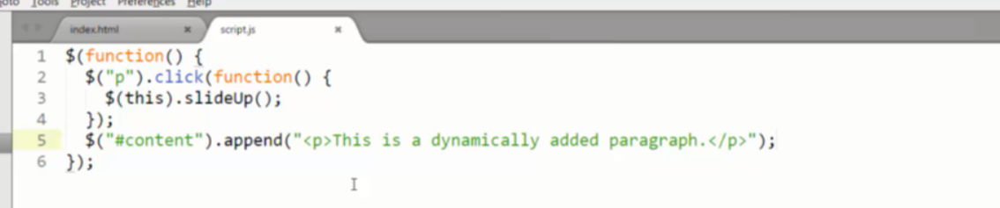 Tools Project Preferences Help
index.html × script.js ×
1 $(function() {
2 $("p").click(function() {
3 $(this).slideUp();
4 });
5 $("#content").append("<p>This is a dynamically added paragraph.</p>");
6 });